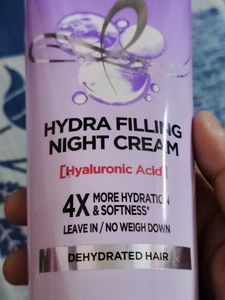 HYDRA FILLING
NIGHT CREAM
[Hyaluronic Acid]
4X MORE HYDRATION
& SOFTNESS*
LEAVE IN / NO WEIGH DOWN
DEHYDRATED HAIR